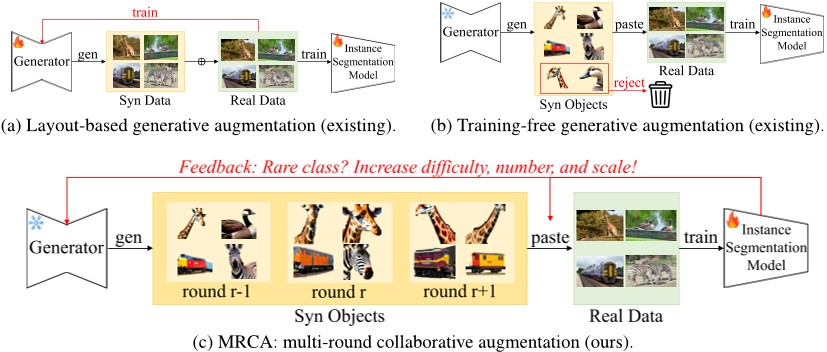 train
Generator
gen
Syn Data
⊕
Real Data
train
Instance
Segmentation
Model
(a) Layout-based generative augmentation (existing).
Generator
gen
Syn Objects
reject
paste
Real Data
train
Instance
Segmentation
Model
(b) Training-free generative augmentation (existing).
Feedback: Rare class? Increase difficulty, number, and scale!
Generator
gen
round r-1
round r
round r+1
Syn Objects
paste
Real Data
train
Instance
Segmentation
Model
(c) MRCA: multi-round collaborative augmentation (ours).